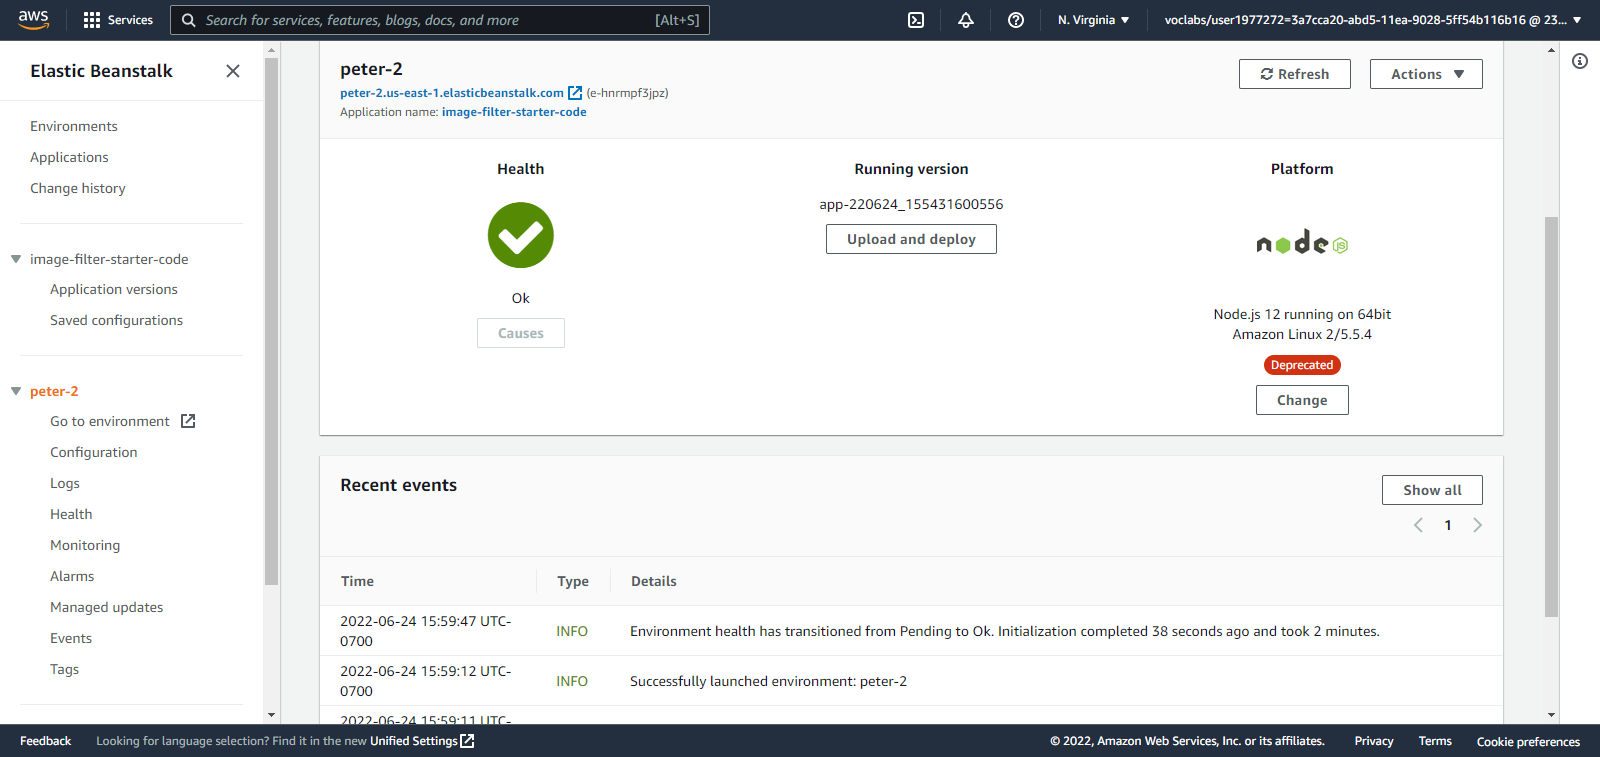 aws
Services
Search for services, features, blogs, docs, and more
[Alt+S]
N. Virginia
voclabs/user1977272=3a7cca20-abd5-11ea-9028-5ff54b116b16 @ 23...
Elastic Beanstalk
Environments
Applications
Change history
image-filter-starter-code
Application versions
Saved configurations
peter-2
Go to environment
Configuration
Logs
Health
Monitoring
Alarms
Managed updates
Events
Tags
peter-2
peter-2.us-east-1.elasticbeanstalk.com (e-hnrmpf3jpz)
Application name: image-filter-starter-code
Refresh
Actions
Health
Ok
Causes
Running version
app-220624_155431600556
Upload and deploy
Platform
node JS
Node.js 12 running on 64bit
Amazon Linux 2/5.5.4
Deprecated
Change
Recent events
Show all
1
Time
Type
Details
2022-06-24 15:59:47 UTC-
0700
INFO
Environment health has transitioned from Pending to Ok. Initialization completed 38 seconds ago and took 2 minutes.
2022-06-24 15:59:12 UTC-
0700
INFO
Successfully launched environment: peter-2
2022-06-24 15:59:11 UTC-
Feedback
Looking for language selection? Find it in the new Unified Settings
© 2022, Amazon Web Services, Inc. or its affiliates.
Privacy
Terms
Cookie preferences